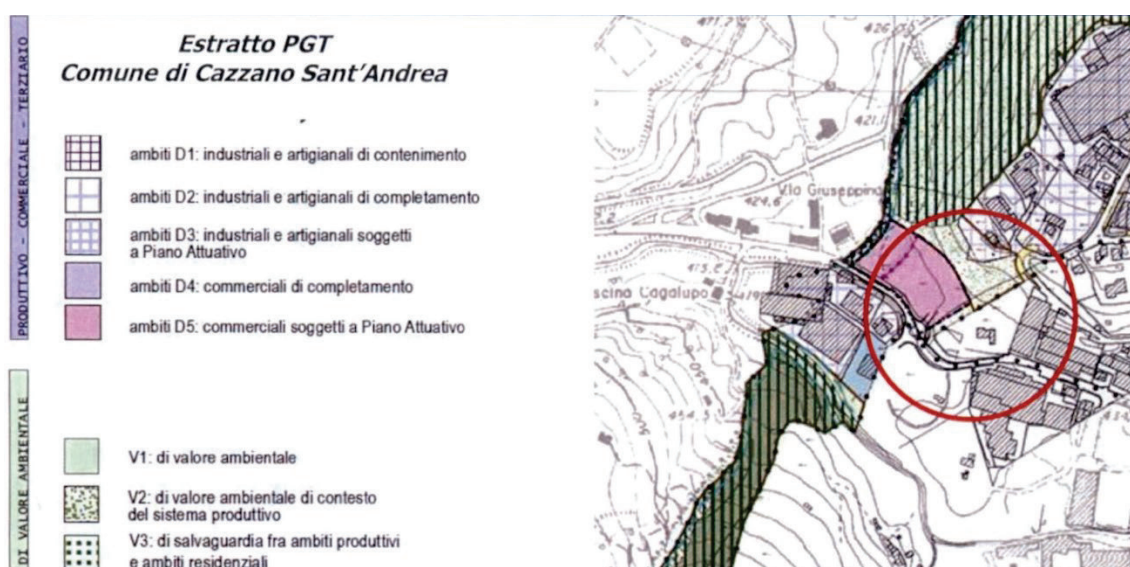 Estratto PGT
Comune di Cazzano Sant'Andrea
PRODUTTIVO - COMMERCIALE - TERZIARIO
ambiti D1: industriali e artigianali di contenimento
ambiti D2: industriali e artigianali di completamento
ambiti D3: industriali e artigianali soggetti
a Piano Attuativo
ambiti D4: commerciali di completamento
ambiti D5: commerciali soggetti a Piano Attuativo
DI VALORE AMBIENTALE
V1: di valore ambientale
V2: di valore ambientale di contesto
del sistema produttivo
V3: di salvaguardia fra ambiti produttivi
e ambiti residenziali
421.1
Via Giuseppina
424.6
415.2
scina Cagalupo